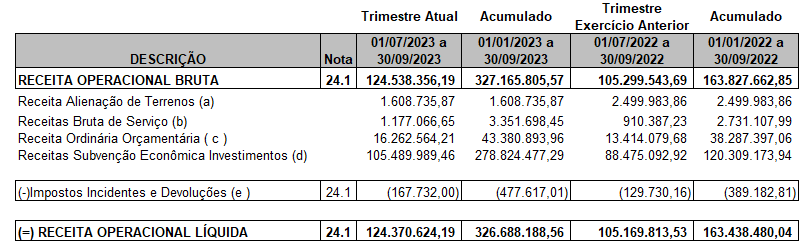 Trimestre Atual Acumulado Trimestre Exercício Anterior Acumulado
DESCRIÇÃO Nota 01/07/2023 a 30/09/2023 01/01/2023 a 30/09/2023 01/07/2022 a 30/09/2022 01/01/2022 a 30/09/2022
RECEITA OPERACIONAL BRUTA 24.1 124.538.356,19 327.165.805,57 105.299.543,69 163.827.662,85
Receita Alienação de Terrenos (a) 1.608.735,87 1.608.735,87 2.499.983,86 2.499.983,86
Receitas Bruta de Serviço (b) 1.177.066,65 3.351.698,45 910.387,23 2.731.107,99
Receita Ordinária Orçamentária ( c ) 16.262.564,21 43.380.893,96 13.414.079,68 38.287.397,06
Receitas Subvenção Econômica Investimentos (d) 105.489.989,46 278.824.477,29 88.475.092,92 120.309.173,94
(-)Impostos Incidentes e Devoluções (e ) 24.1 (167.732,00) (477.617,01) (129.730,16) (389.182,81)
(=) RECEITA OPERACIONAL LÍQUIDA 24.1 124.370.624,19 326.688.188,56 105.169.813,53 163.438.480,04